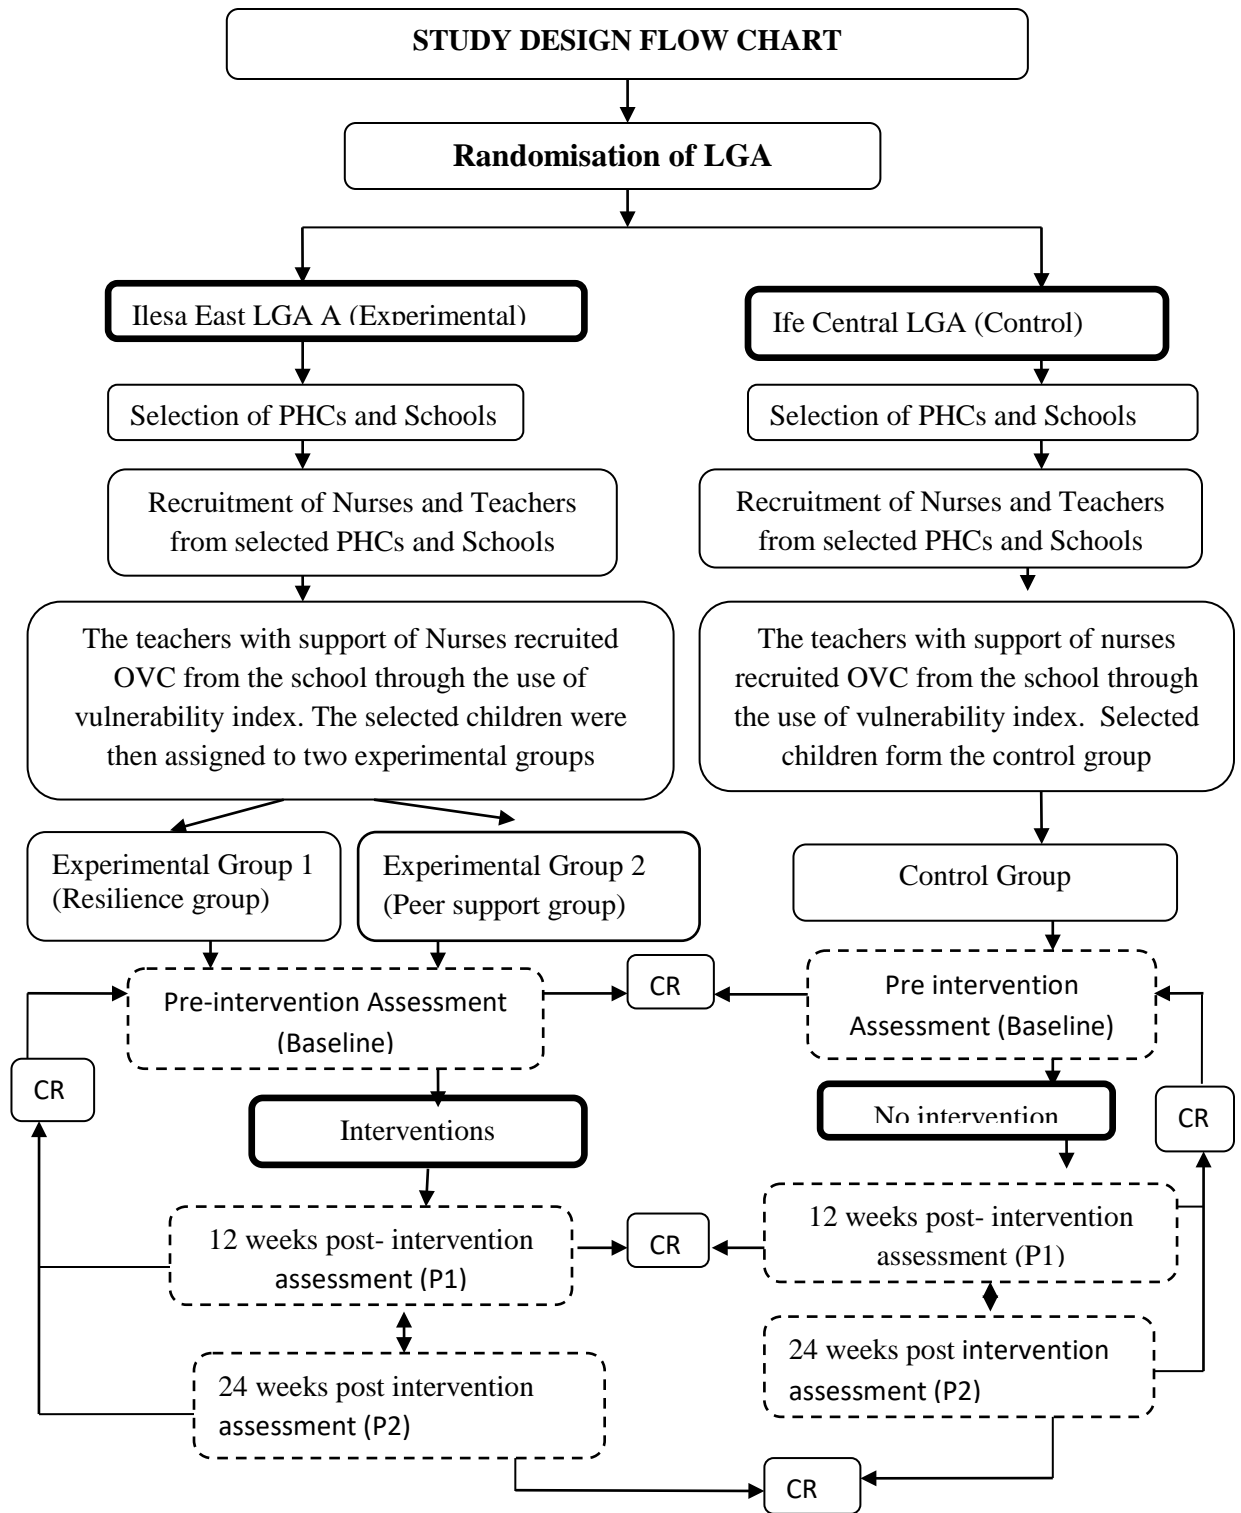 STUDY DESIGN FLOW CHART
Randomisation of LGA
Ilesa East LGA A (Experimental)
Ife Central LGA (Control)
Selection of PHCs and Schools
Selection of PHCs and Schools
Recruitment of Nurses and Teachers
from selected PHCs and Schools
Recruitment of Nurses and Teachers
from selected PHCs and Schools
The teachers with support of Nurses recruited
OVC from the school through the use of
vulnerability index. The selected children were
then assigned to two experimental groups
The teachers with support of nurses
recruited OVC from the school through
the use of vulnerability index.  Selected
children form the control group
Experimental Group 1
(Resilience group)
Experimental Group 2
(Peer support group)
Control Group
Pre-intervention Assessment
(Baseline)
CR
Pre intervention
Assessment (Baseline)
CR
Interventions
No intervention
CR
12 weeks post- intervention
assessment (P1)
CR
12 weeks post- intervention
assessment (P1)
24 weeks post intervention
assessment (P2)
24 weeks post intervention
assessment (P2)
CR